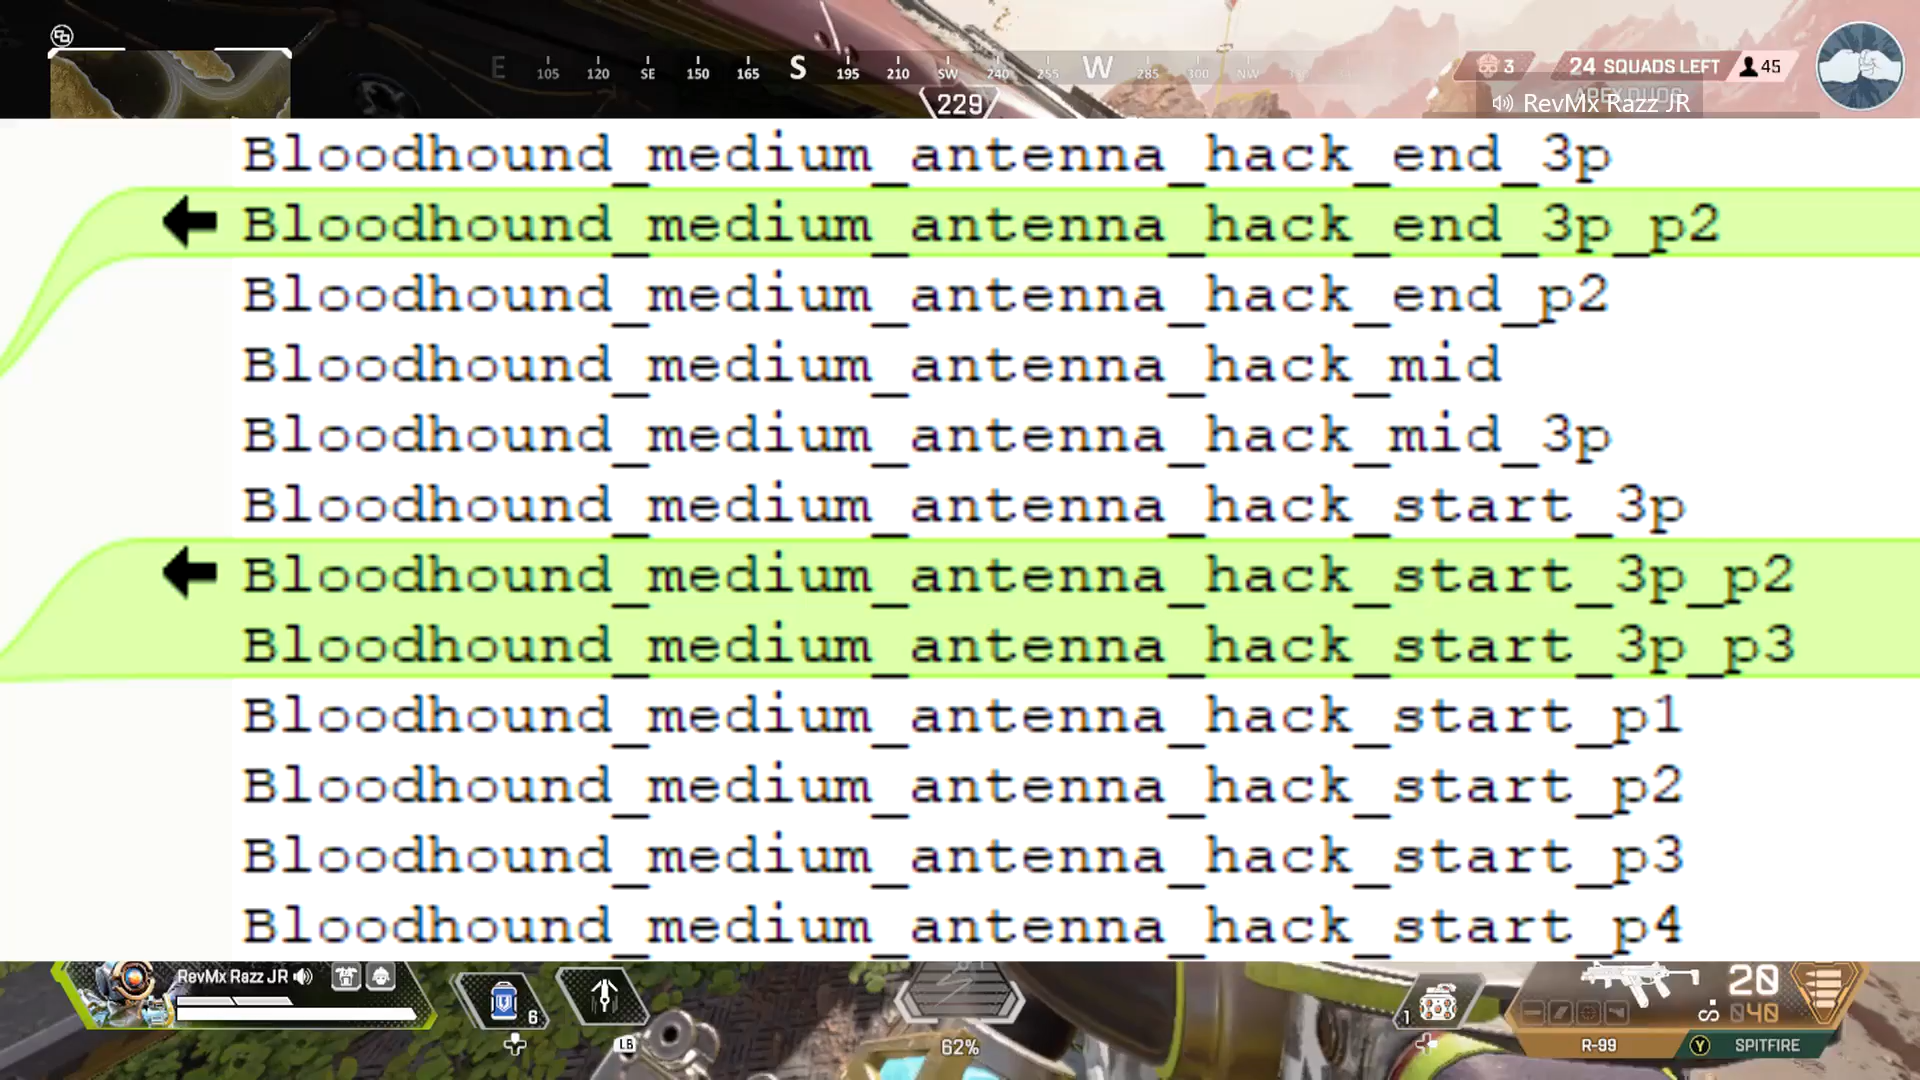 E 105 120 SE 150 165 S 195 210 SW 240 255 W 285 300 NW
229
3 24 SQUADS LEFT 45
APEX DUOS
RevMx Razz JR
Bloodhound_medium_antenna_hack_end_3p
Bloodhound_medium_antenna_hack_end_3p_p2
Bloodhound_medium_antenna_hack_end_p2
Bloodhound_medium_antenna_hack_mid
Bloodhound_medium_antenna_hack_mid_3p
Bloodhound_medium_antenna_hack_start_3p
Bloodhound_medium_antenna_hack_start_3p_p2
Bloodhound_medium_antenna_hack_start_3p_p3
Bloodhound_medium_antenna_hack_start_p1
Bloodhound_medium_antenna_hack_start_p2
Bloodhound_medium_antenna_hack_start_p3
Bloodhound_medium_antenna_hack_start_p4
RevMx Razz JR
6
LB
62%
1
20
040
R-99
Y SPITFIRE